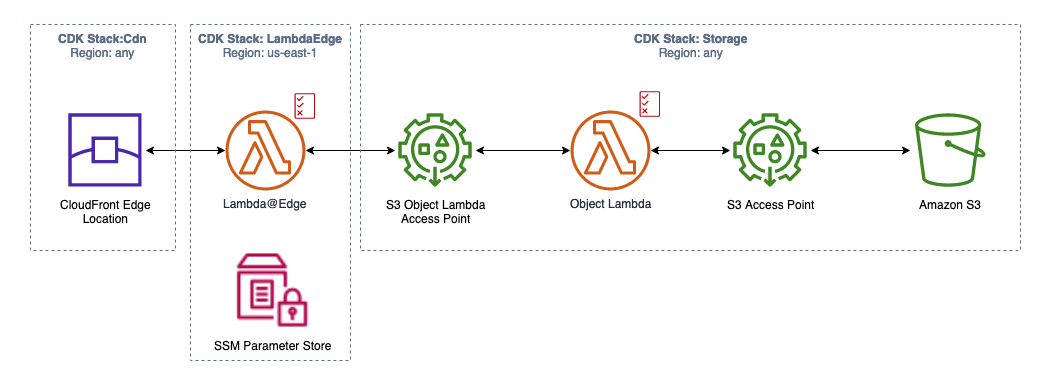 CDK Stack:Cdn
Region: any
CDK Stack: LambdaEdge
Region: us-east-1
CDK Stack: Storage
Region: any
CloudFront Edge
Location
Lambda@Edge
S3 Object Lambda
Access Point
Object Lambda
S3 Access Point
Amazon S3
SSM Parameter Store